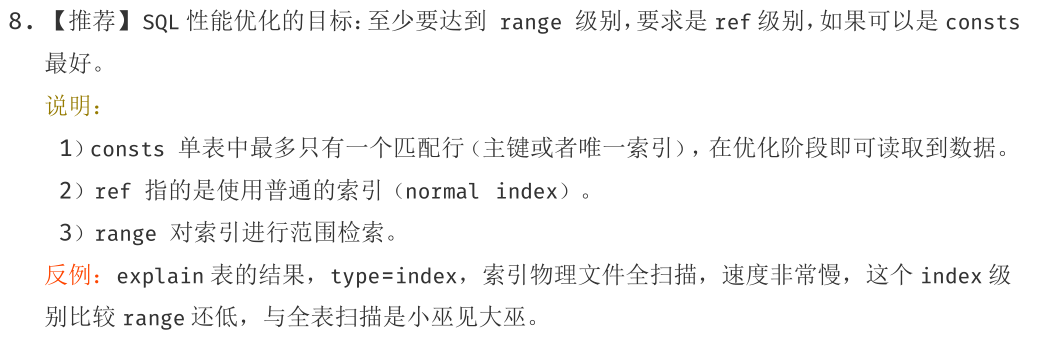 8. 【推荐】SQL 性能优化的目标:至少要达到 range 级别,要求是 ref 级别,如果可以是 consts
最好。
说明:
1) consts 单表中最多只有一个匹配行(主键或者唯一索引),在优化阶段即可读取到数据。
2) ref 指的是使用普通的索引(normal index)。
3) range 对索引进行范围检索。
反例:explain 表的结果,type=index,索引物理文件全扫描,速度非常慢,这个 index 级
别比较 range 还低,与全表扫描是小巫见大巫。